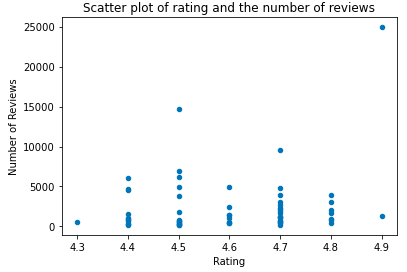 Scatter plot of rating and the number of reviews
25000
20000
15000
10000
5000
0
Number of Reviews
4.3 4.4 4.5 4.6 4.7 4.8 4.9
Rating